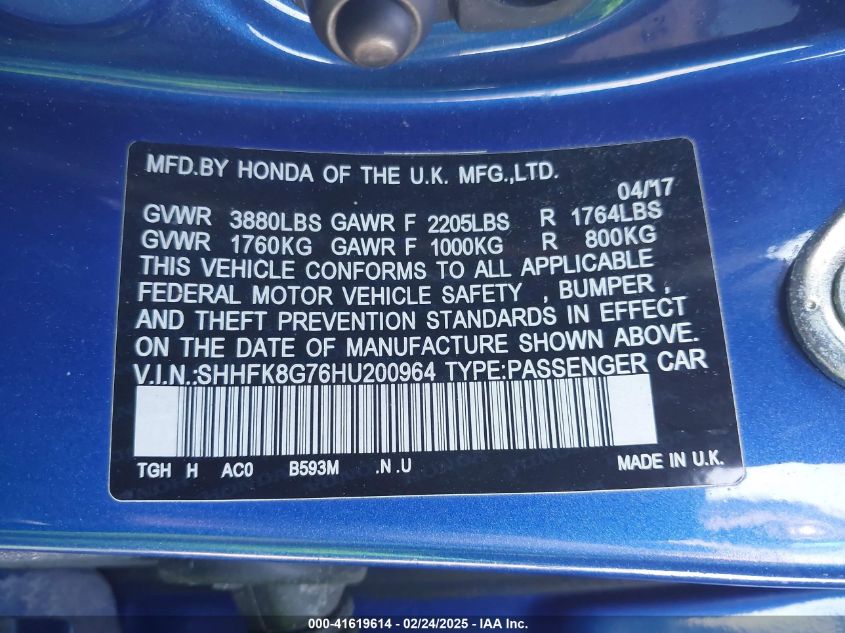 MFD.BY HONDA OF THE U.K. MFG.,LTD.
04/17
GVWR 3880LBS GAWR F 2205LBS R 1764LBS
GVWR 1760KG GAWR F 1000KG R 800KG
THIS VEHICLE CONFORMS TO ALL APPLICABLE
FEDERAL MOTOR VEHICLE SAFETY , BUMPER ,
AND THEFT PREVENTION STANDARDS IN EFFECT
ON THE DATE OF MANUFACTURE SHOWN ABOVE.
V.I.N.:SHHFK8G76HU200964 TYPE:PASSENGER CAR
TGH H AC0 B593M .N .U MADE IN U.K.
000-41619614 - 02/24/2025 - IAA Inc.